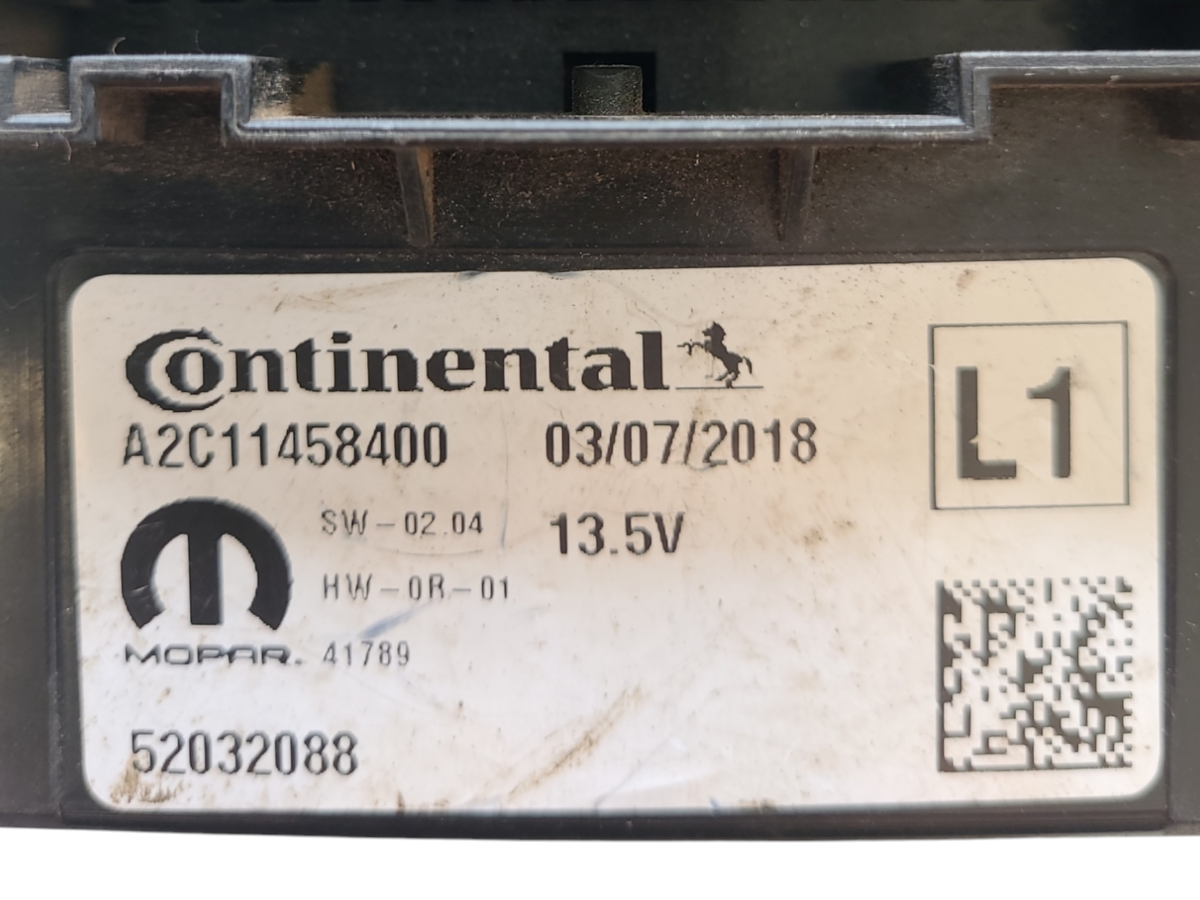 Continental
A2C11458400 03/07/2018
L1
SW-02.04 13.5V
HW-0R-01
MOPAR. 41789
52032088